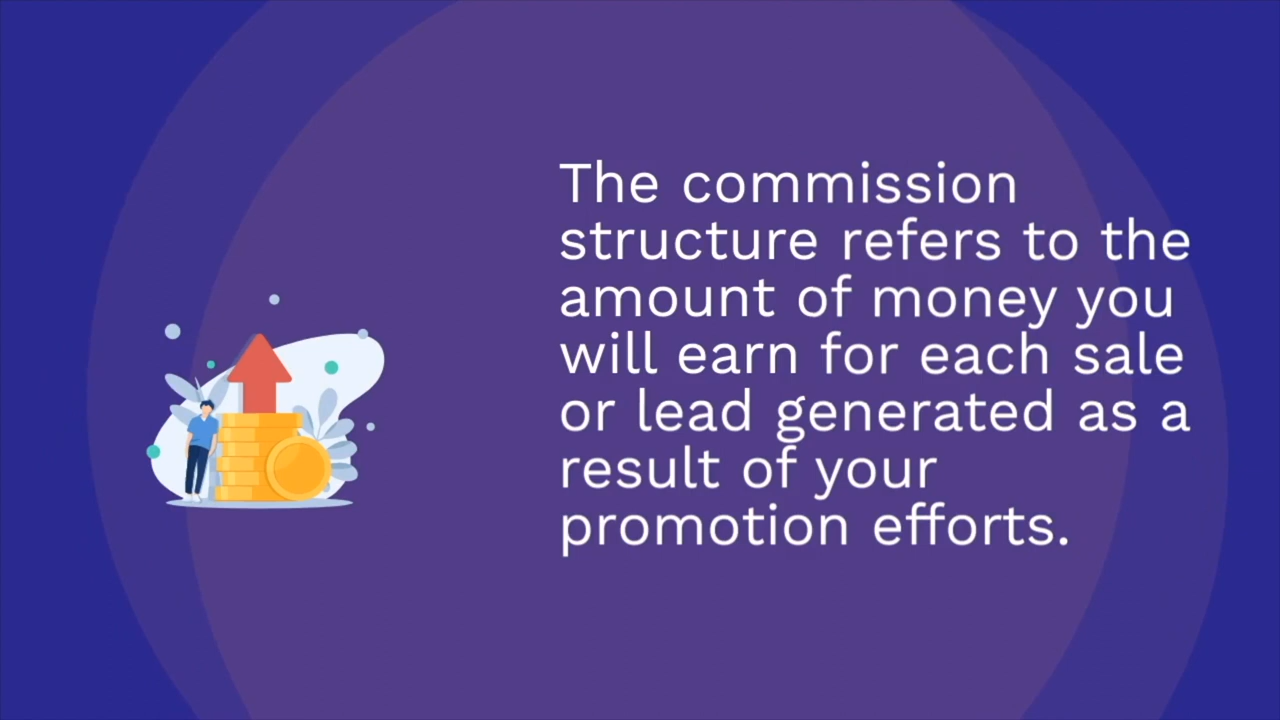 The commission
structure refers to the
amount of money you
will earn for each sale
or lead generated as a
result of your
promotion efforts.